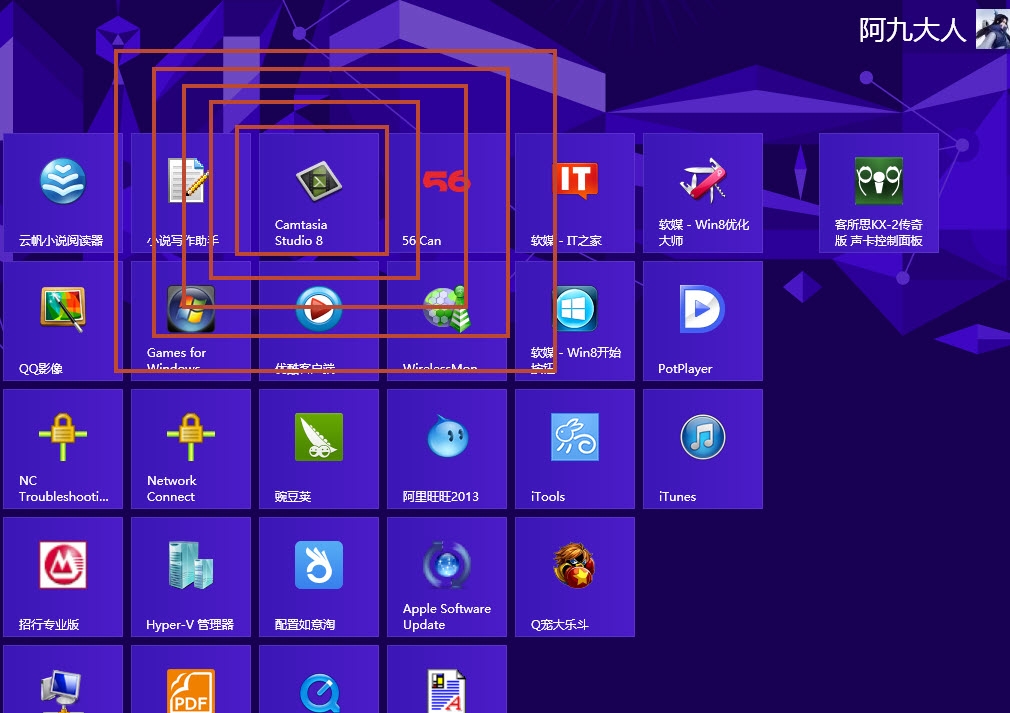 阿九大人
云帆小说阅读器
小说写作助手
Camtasia
Studio 8
56
56 Can
IT
软媒 - IT之家
软媒 - Win8优化
大师
客所思KX-2传奇
版 声卡控制面板
QQ影像
Games for
Windows
优酷客户端
WirelessMon
软媒 - Win8开始
按钮
PotPlayer
NC
Troubleshooti...
Network
Connect
豌豆荚
阿里旺旺2013
iTools
iTunes
招行专业版
Hyper-V 管理器
配置如意淘
Apple Software
Update
Q宠大乐斗
PDF
A